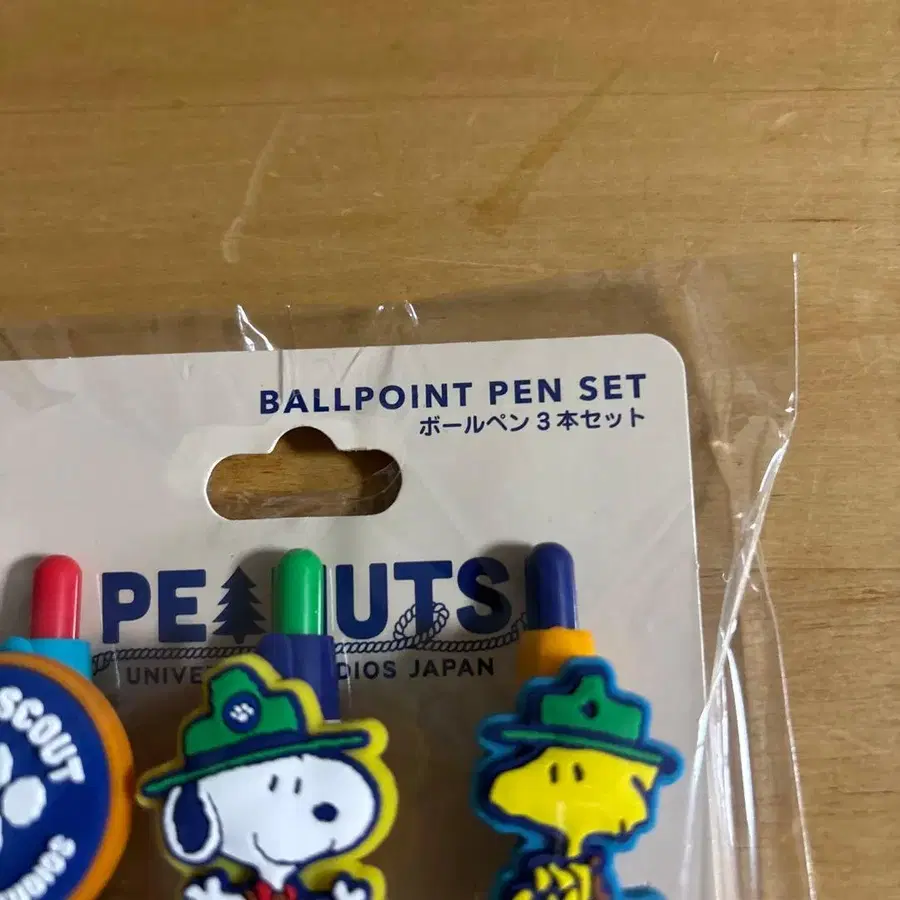 BALLPOINT PEN SET
ボールペン3本セット
PE UTS
UNIVE DIOS JAPAN
SCOUT